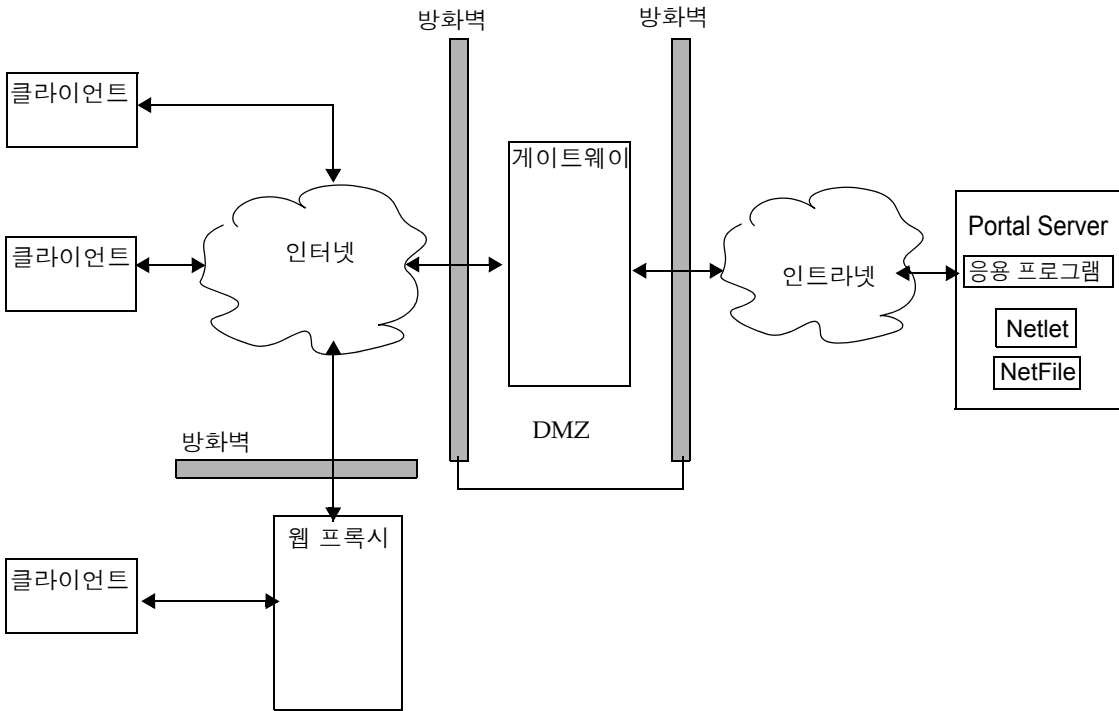 방화벽
방화벽
클라이언트
게이트웨이
클라이언트
인터넷
인트라넷
Portal Server
응용 프로그램
Netlet
NetFile
DMZ
방화벽
웹 프록시
클라이언트